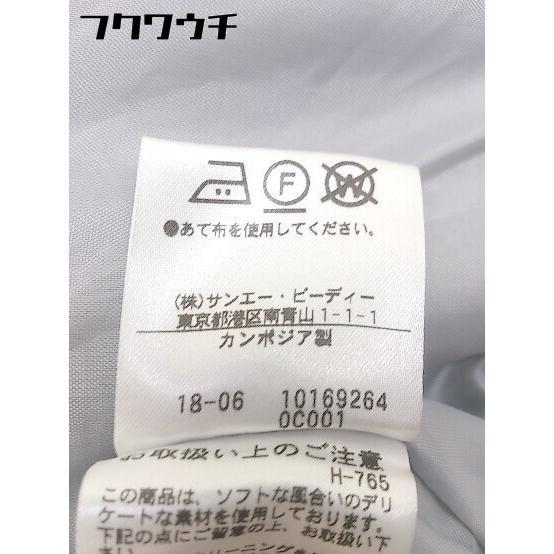 フクワウチ
F
W
●あて布を使用してください。
(株)サンエー・ビーディー
東京都港区南青山1-1-1
カンボジア製
18-06 10169264
0C001
お取扱い上のご注意
H-765
この商品は、ソフトな風合いのデリ
ケートな素材を使用しております。
下記の点にご留意の上、お取扱い下
さい。